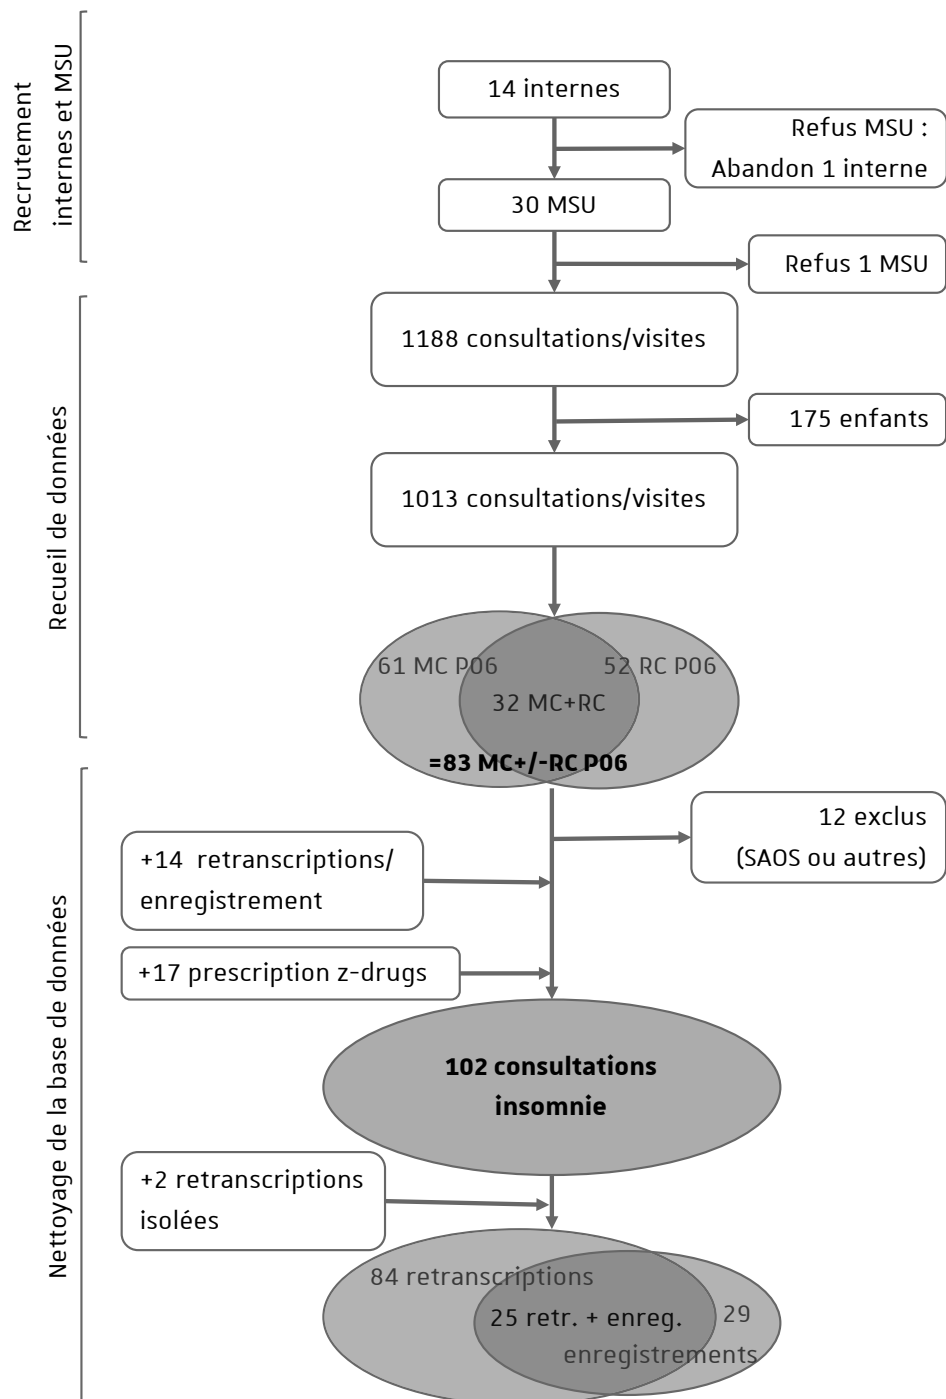 Recrutement
internes et MSU
14 internes
Refus MSU :
Abandon 1 interne
30 MSU
Refus 1 MSU
Recueil de données
1188 consultations/visites
175 enfants
1013 consultations/visites
61 MC P06
52 RC P06
32 MC+RC
=83 MC+/-RC P06
Nettoyage de la base de données
12 exclus
(SAOS ou autres)
+14 retranscriptions/
enregistrement
+17 prescription z-drugs
102 consultations
insomnie
+2 retranscriptions
isolées
84 retranscriptions
25 retr. + enreg.
29
enregistrements